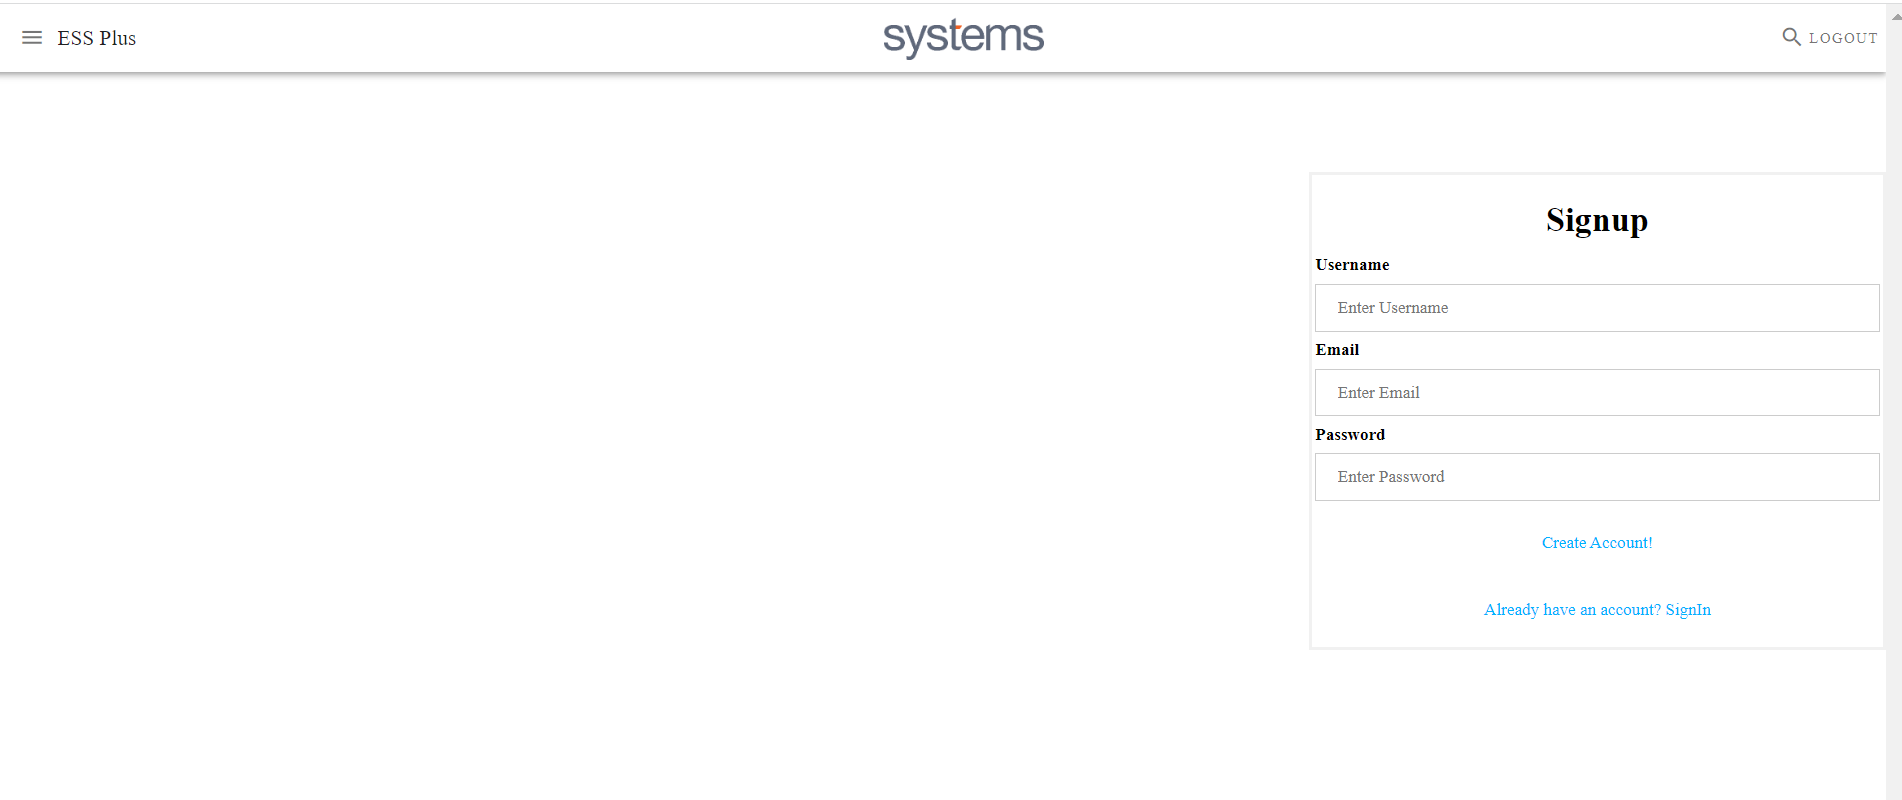 ESS Plus
systems
LOGOUT
Signup
Username
Enter Username
Email
Enter Email
Password
Enter Password
Create Account!
Already have an account? SignIn